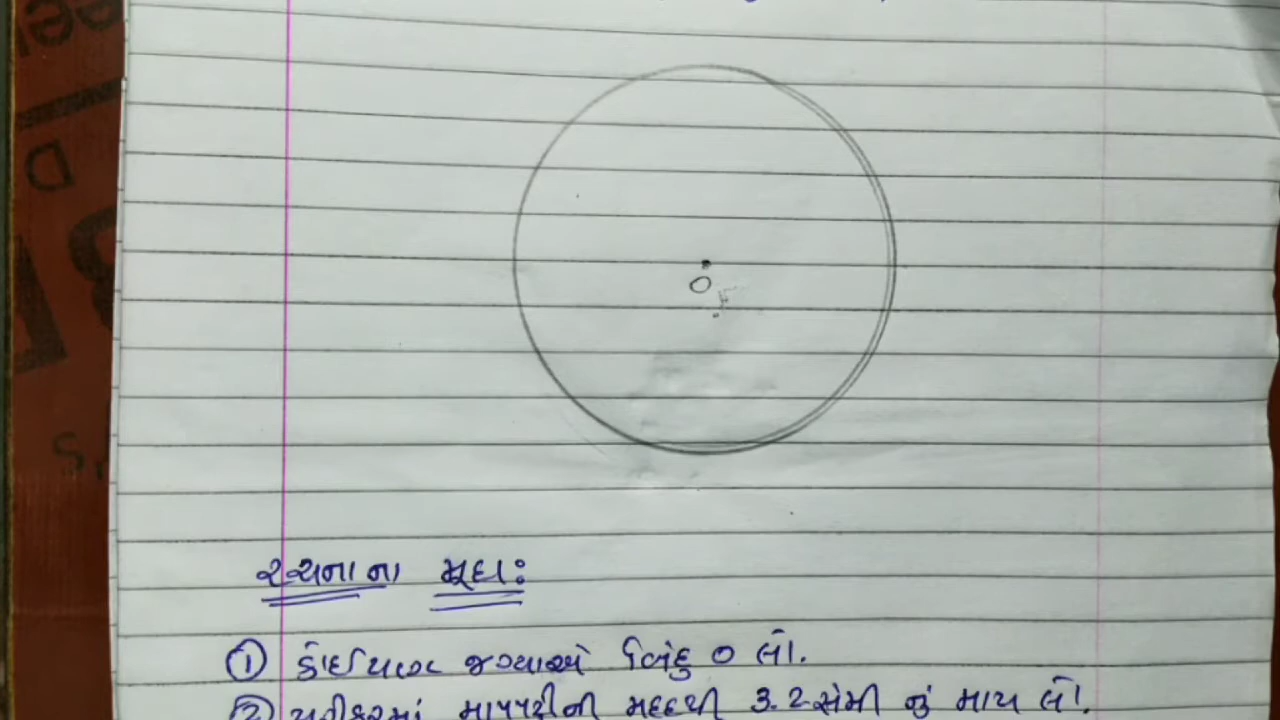 O
રચનાના મુદ્દા:
① કોઈપણ જગ્યાએ બિંદુ O લો.
② પરીકરમાં માપપટ્ટીની મદદથી 3.2 સેમી નું માપ લો.